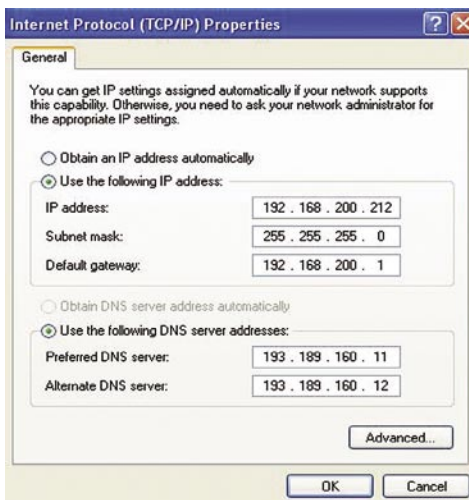 Internet Protocol (TCP/IP) Properties
General
You can get IP settings assigned automatically if your network supports
this capability. Otherwise, you need to ask your network administrator for
the appropriate IP settings.
Obtain an IP address automatically
Use the following IP address:
IP address: 192 . 168 . 200 . 212
Subnet mask: 255 . 255 . 255 . 0
Default gateway: 192 . 168 . 200 . 1
Obtain DNS server address automatically
Use the following DNS server addresses:
Preferred DNS server: 193 . 189 . 160 . 11
Alternate DNS server: 193 . 189 . 160 . 12
Advanced...
OK Cancel